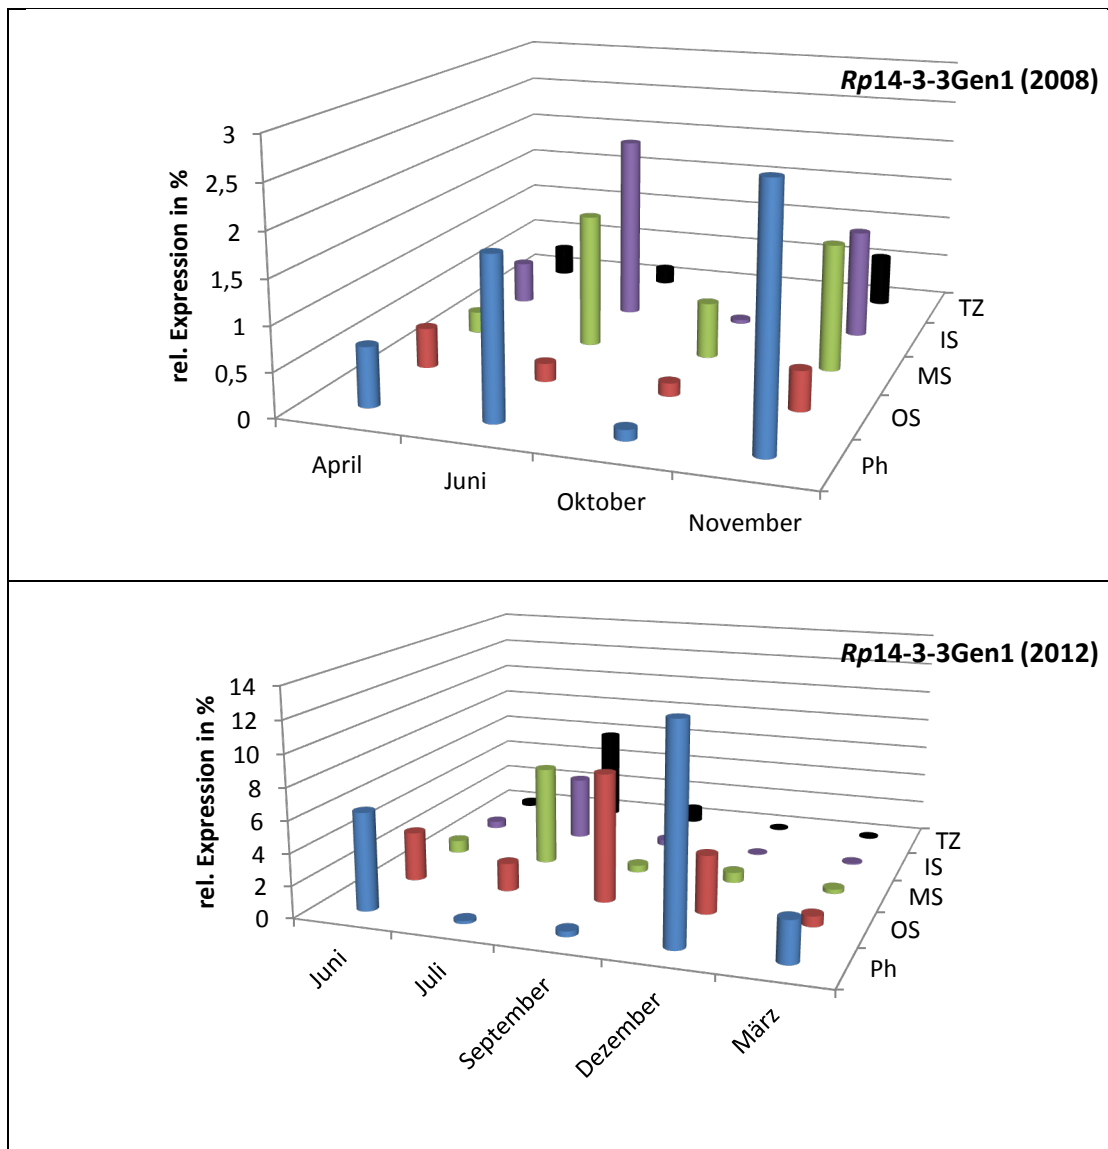 Rp14-3-3Gen1 (2008)
rel. Expression in %
3
2,5
2
1,5
1
0,5
0
April
Juni
Oktober
November
TZ
IS
MS
OS
Ph
Rp14-3-3Gen1 (2012)
rel. Expression in %
14
12
10
8
6
4
2
0
Juni
Juli
September
Dezember
März
TZ
IS
MS
OS
Ph